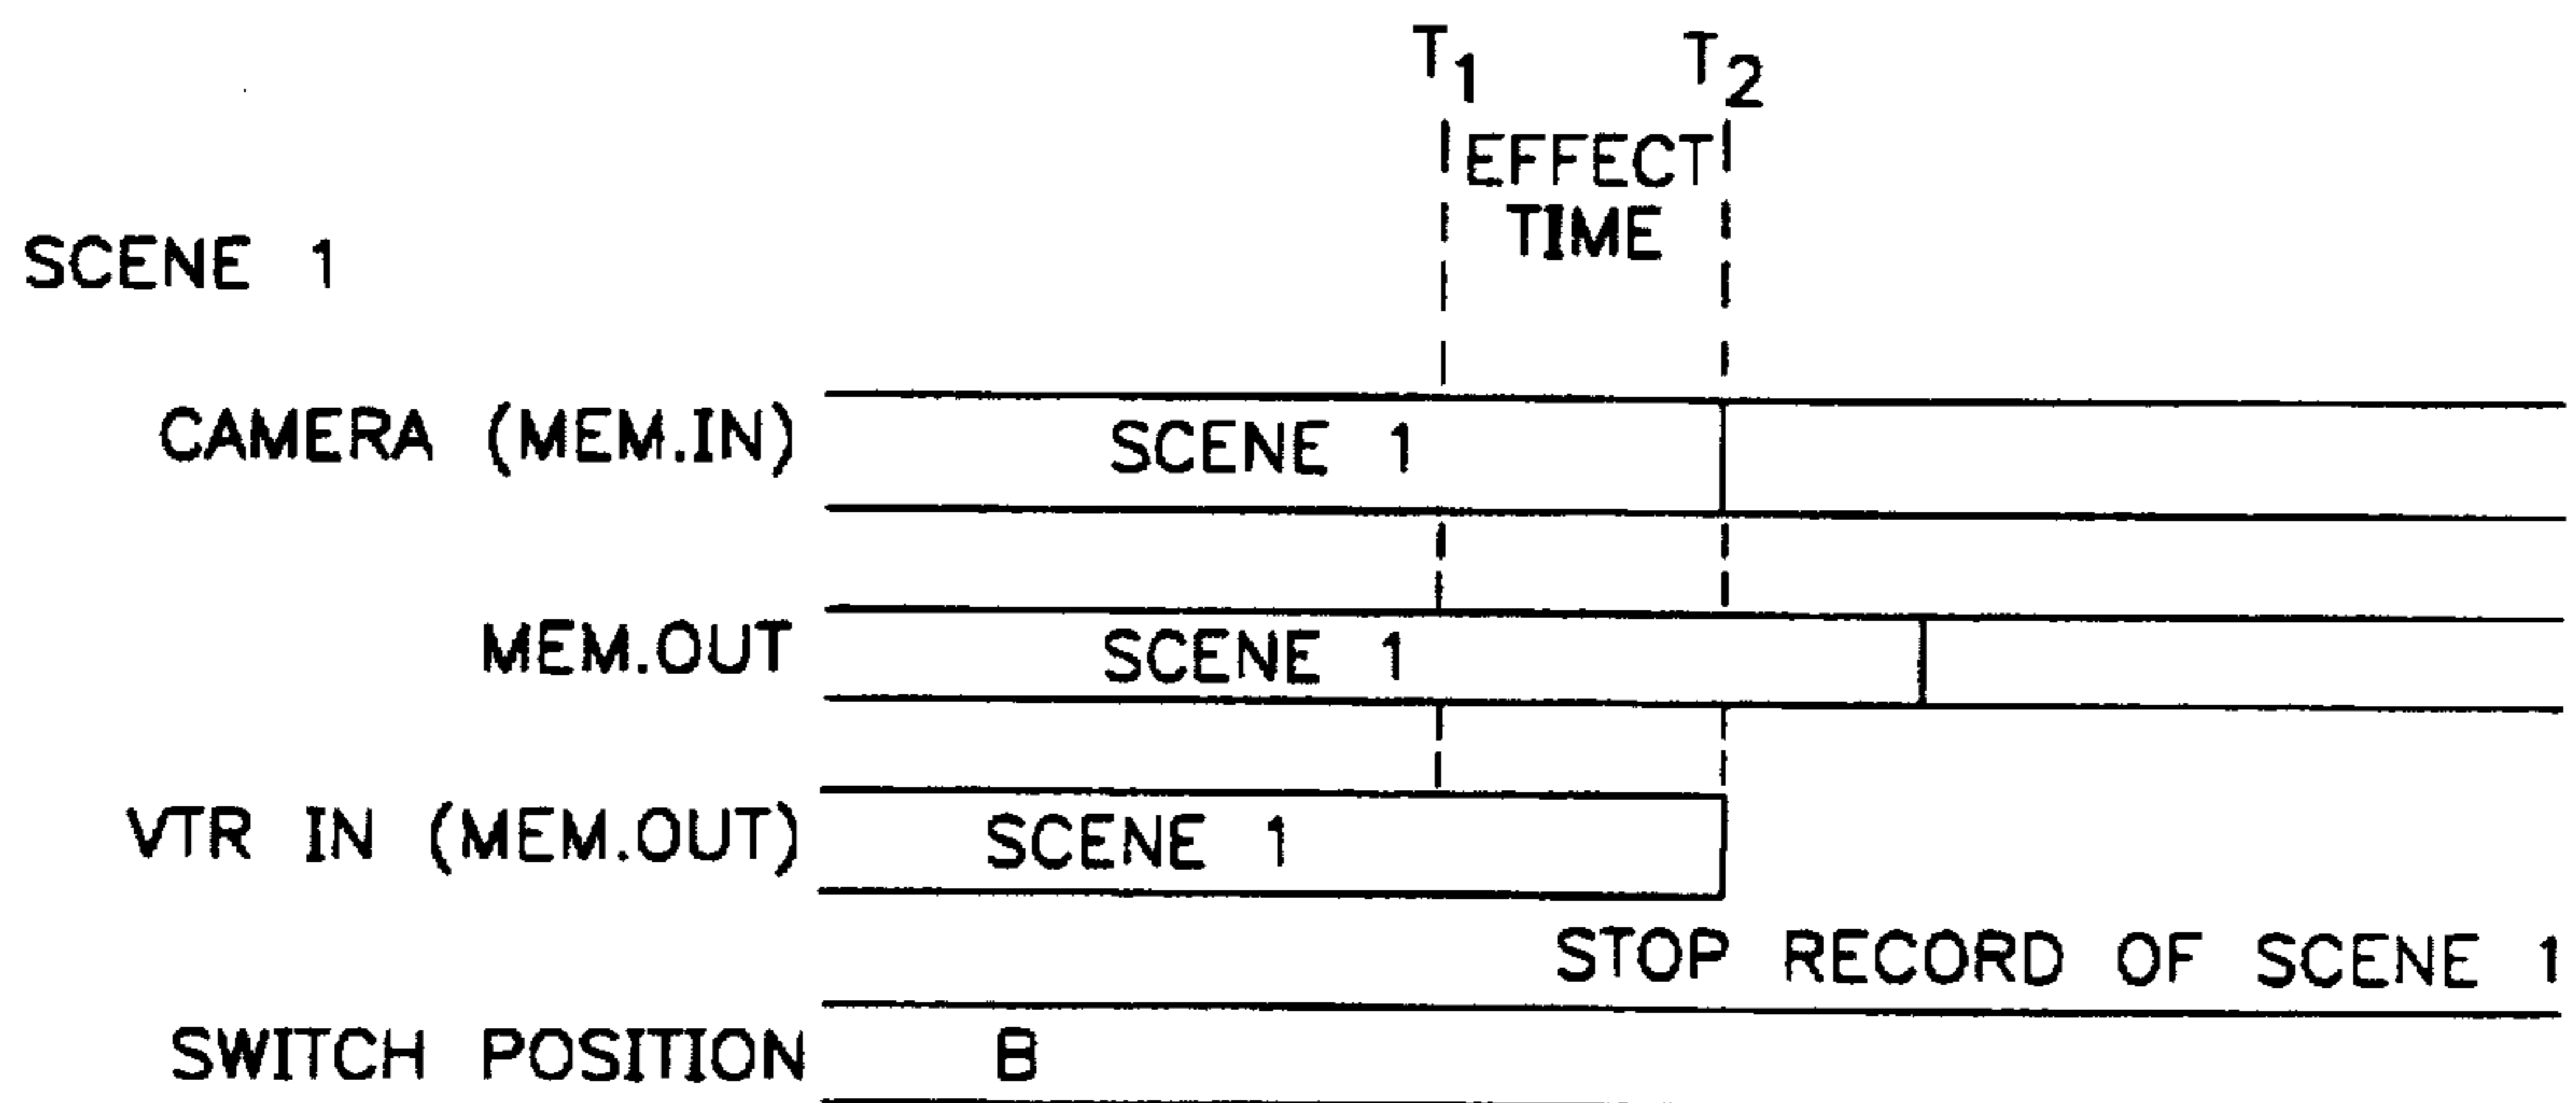 T1 T2
EFFECT
TIME
SCENE 1
CAMERA (MEM.IN) SCENE 1
MEM.OUT SCENE 1
VTR IN (MEM.OUT) SCENE 1
STOP RECORD OF SCENE 1
SWITCH POSITION B